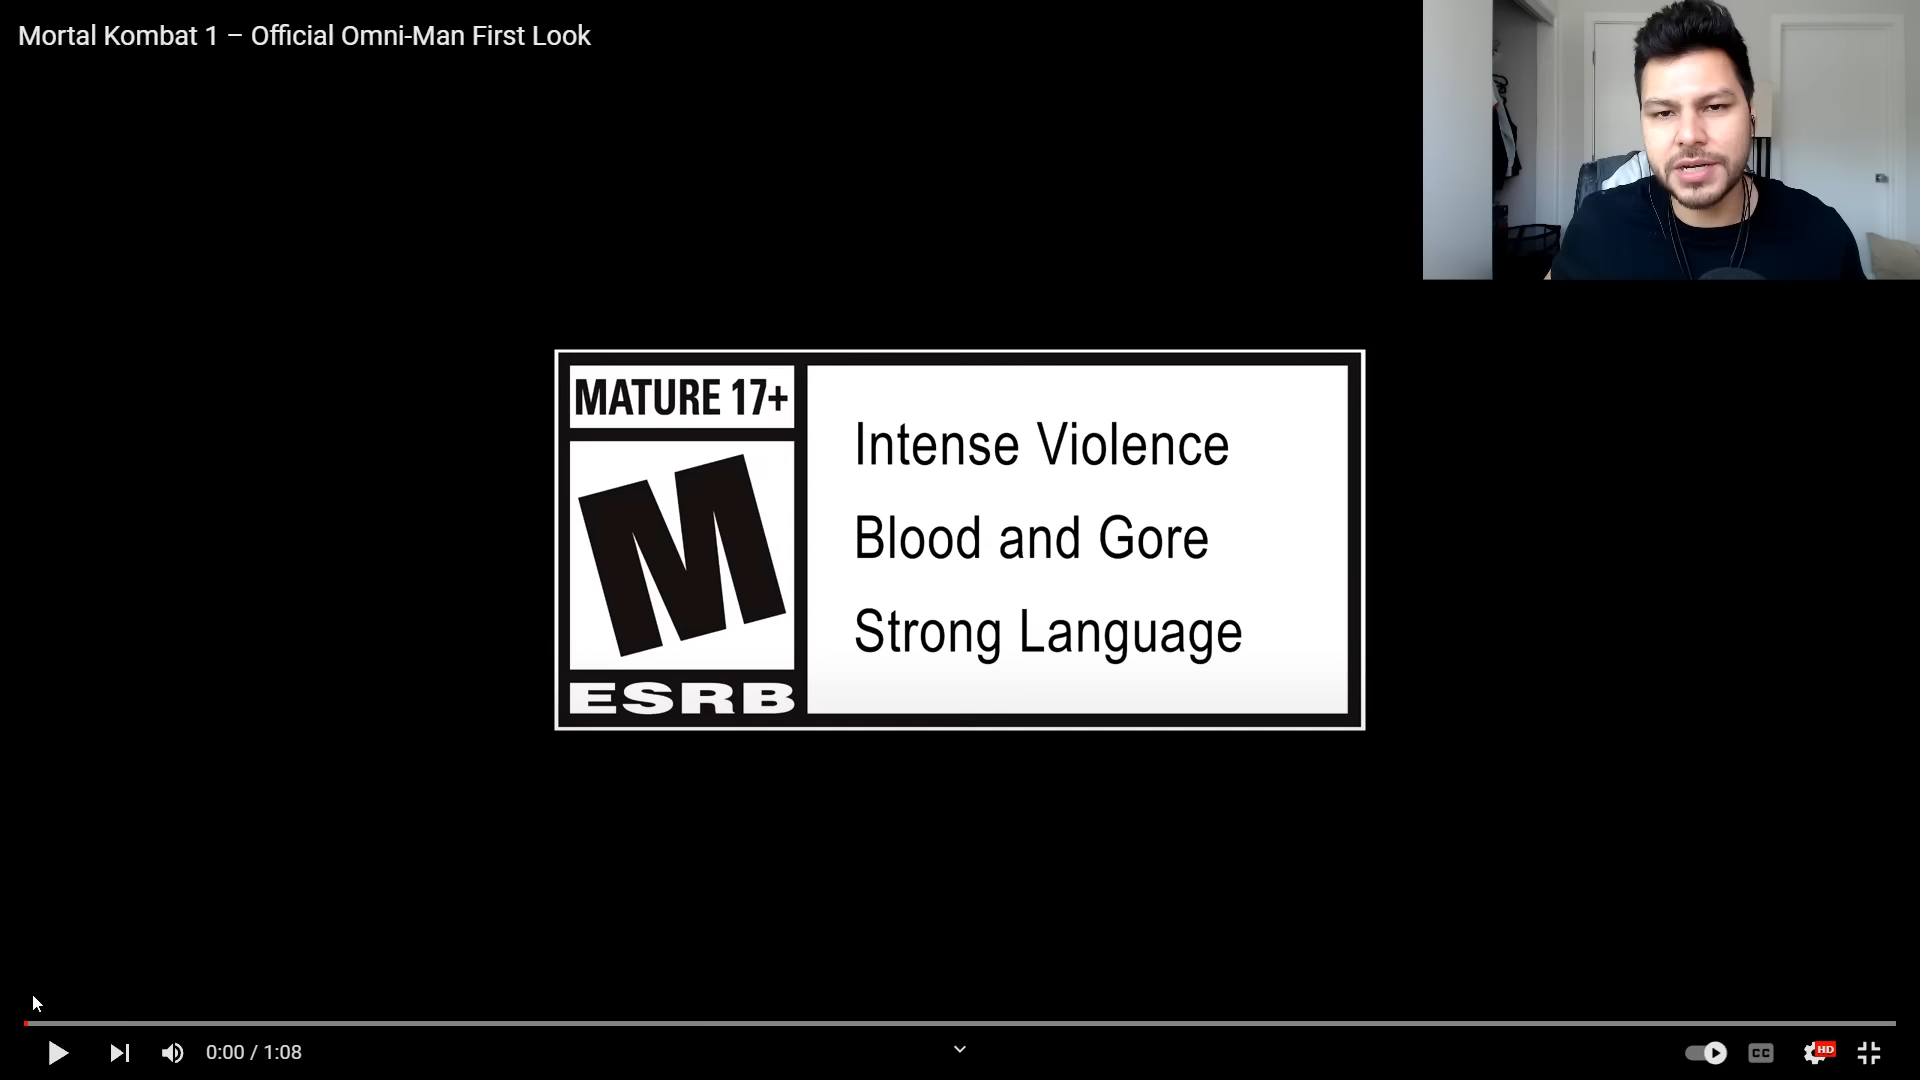 Mortal Kombat 1 – Official Omni-Man First Look
MATURE 17+
M
ESRB
Intense Violence
Blood and Gore
Strong Language
0:00 / 1:08
CC
HD